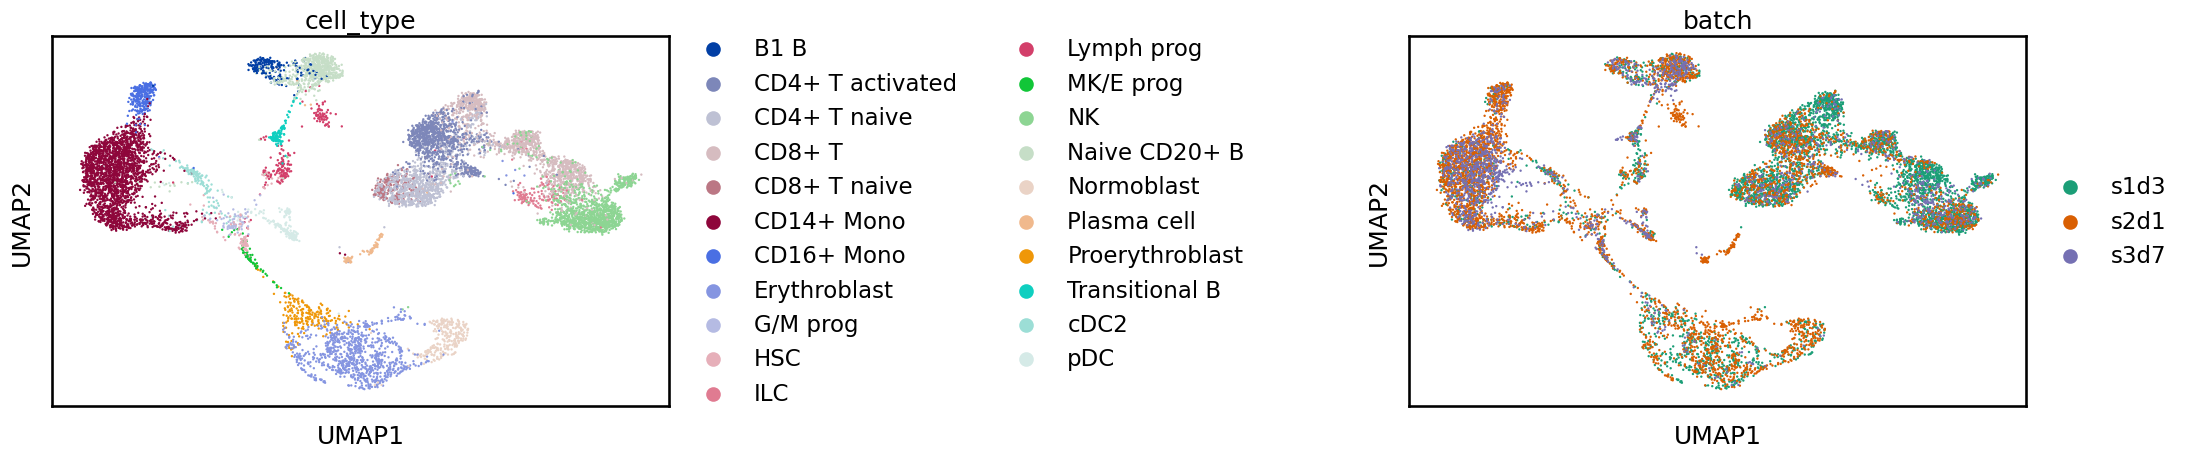 cell_type
UMAP2
UMAP1
B1 B
CD4+ T activated
CD4+ T naive
CD8+ T
CD8+ T naive
CD14+ Mono
CD16+ Mono
Erythroblast
G/M prog
HSC
ILC
Lymph prog
MK/E prog
NK
Naive CD20+ B
Normoblast
Plasma cell
Proerythroblast
Transitional B
cDC2
pDC
batch
UMAP2
UMAP1
s1d3
s2d1
s3d7